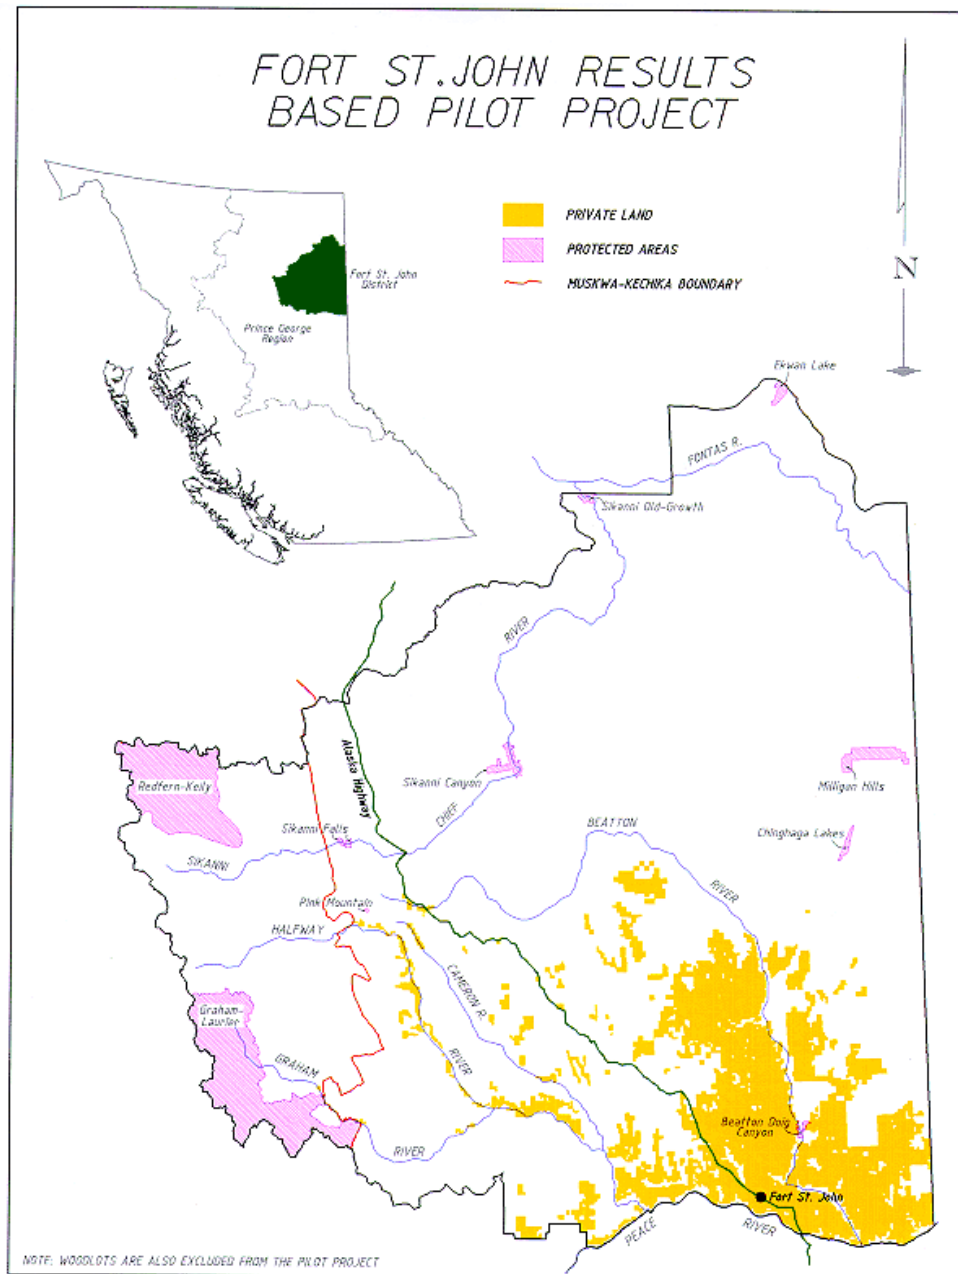 FORT ST. JOHN RESULTS
BASED PILOT PROJECT
PRIVATE LAND
PROTECTED AREAS
MUSKWA-KECHIKA BOUNDARY
N
Fort St. John
District
Prince George
Region
Ekwan Lake
FONTAS R.
Sikanni Old-Growth
RIVER
Alaska Highway
Redfern-Keily
Sikanni Canyon
Milligan Hills
CHIEF
Sikanni Falls
BEATTON
Chinghaga Lakes
SIKANNI
RIVER
Pink Mountain
HALFWAY
CAMERON R.
Graham-
Laurier
GRAHAM
RIVER
Beatton Doig
Canyon
RIVER
Fort St. John
PEACE
RIVER
NOTE: WOODLOTS ARE ALSO EXCLUDED FROM THE PILOT PROJECT